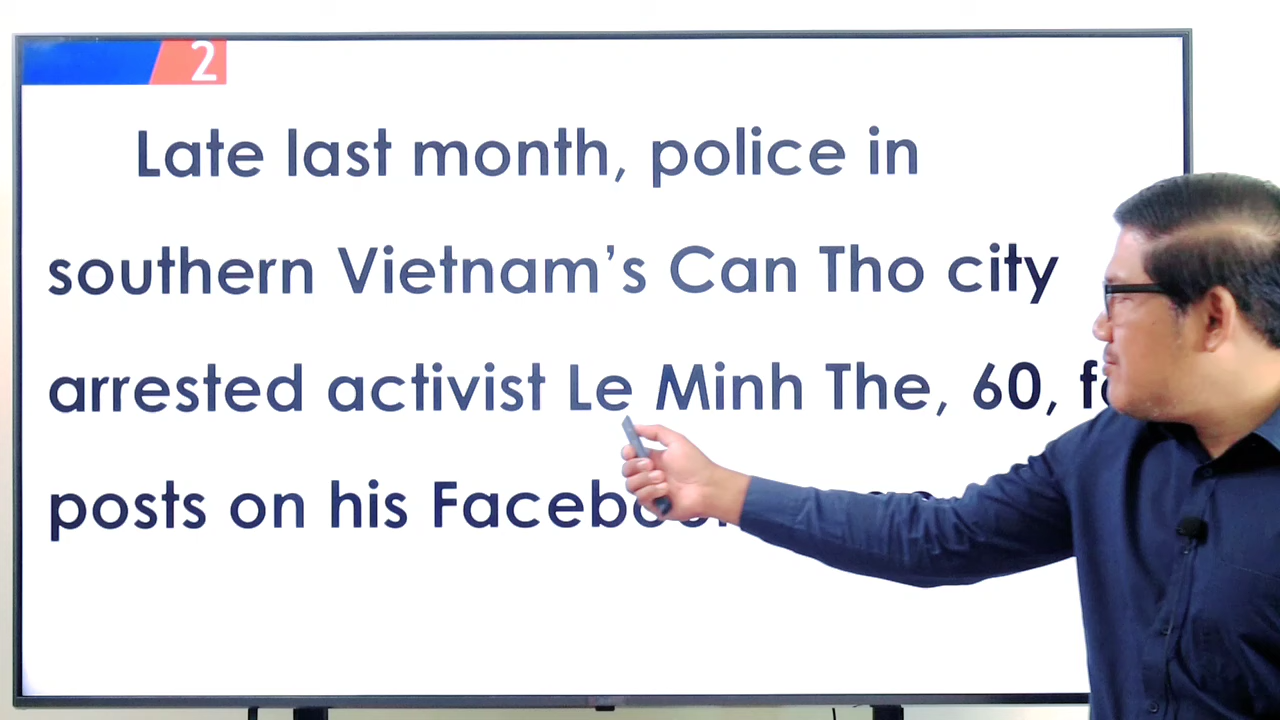 2
Late last month, police in
southern Vietnam’s Can Tho city
arrested activist Le Minh The, 60,
posts on his